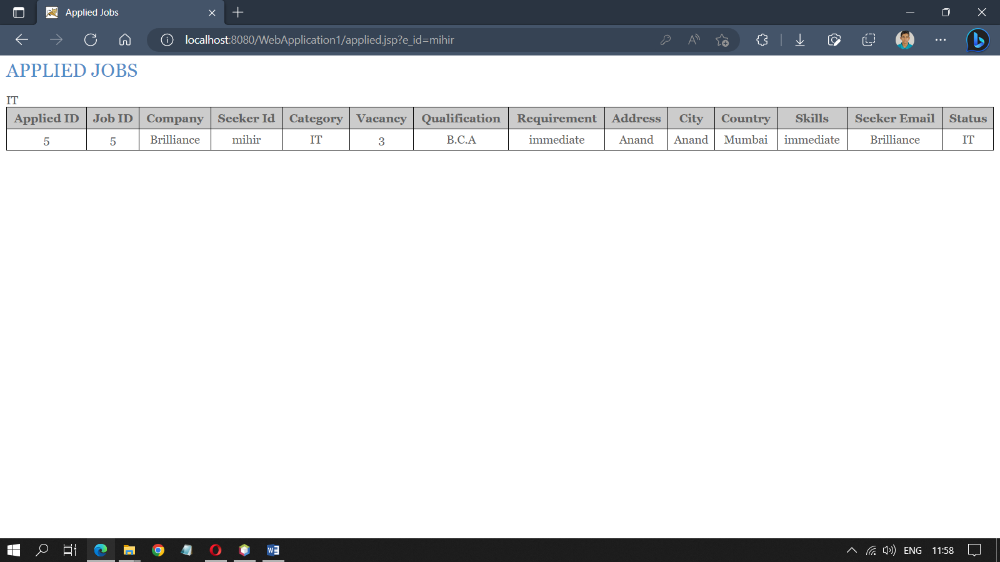 Applied Jobs
localhost:8080/WebApplication1/applied.jsp?e_id=mihir
APPLIED JOBS
IT
Applied ID Job ID Company Seeker Id Category Vacancy Qualification Requirement Address City Country Skills Seeker Email Status
5 5 Brilliance mihir IT 3 B.C.A immediate Anand Anand Mumbai immediate Brilliance IT
ENG 11:58